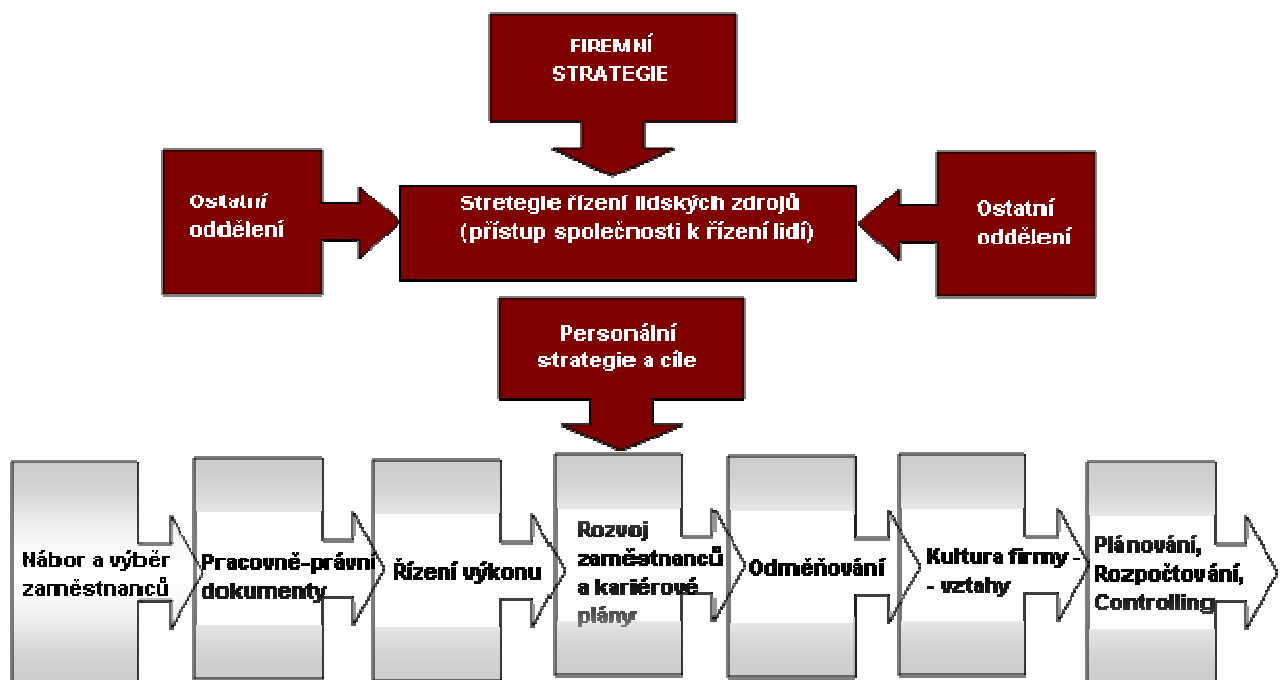 FIREMNÍ
STRATEGIE
Ostatní
oddělení
Stretegie řízení lidských zdrojů
(přístup společnosti k řízení lidí)
Ostatní
oddělení
Personální
strategie a cíle
Nábor a výběr
zaměstnanců
Pracovně-právní
dokumenty
Řízení výkonu
Rozvoj
zaměstnanců
a kariérové
plány
Odměňování
Kultura firmy -
- vztahy
Plánování,
Rozpočtování,
Controlling